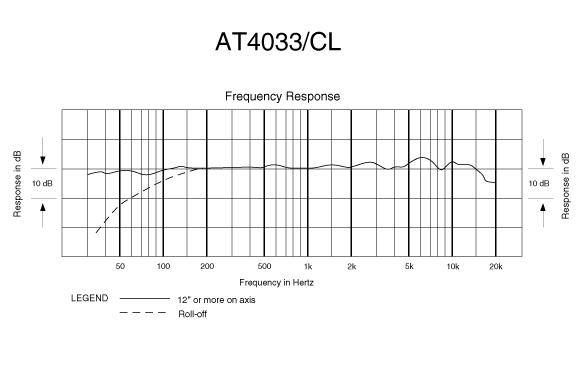 AT4033/CL
Frequency Response
Response in dB
10 dB
10 dB
Response in dB
50 100 200 500 1k 2k 5k 10k 20k
Frequency in Hertz
LEGEND
12" or more on axis
Roll-off